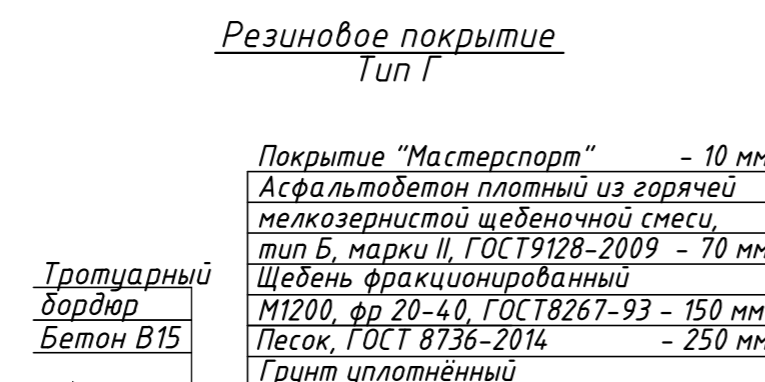 Резиновое покрытие
Тип Г
Покрытие "Мастерспорт" - 10 мм
Асфальтобетон плотный из горячей
мелкозернистой щебеночной смеси,
тип Б, марки II, ГОСТ9128-2009 - 70 мм
Щебень фракционированный
М1200, фр 20-40, ГОСТ8267-93 - 150 мм
Песок, ГОСТ 8736-2014 - 250 мм
Грунт уплотнённый
Тротуарный
бордюр
Бетон В15